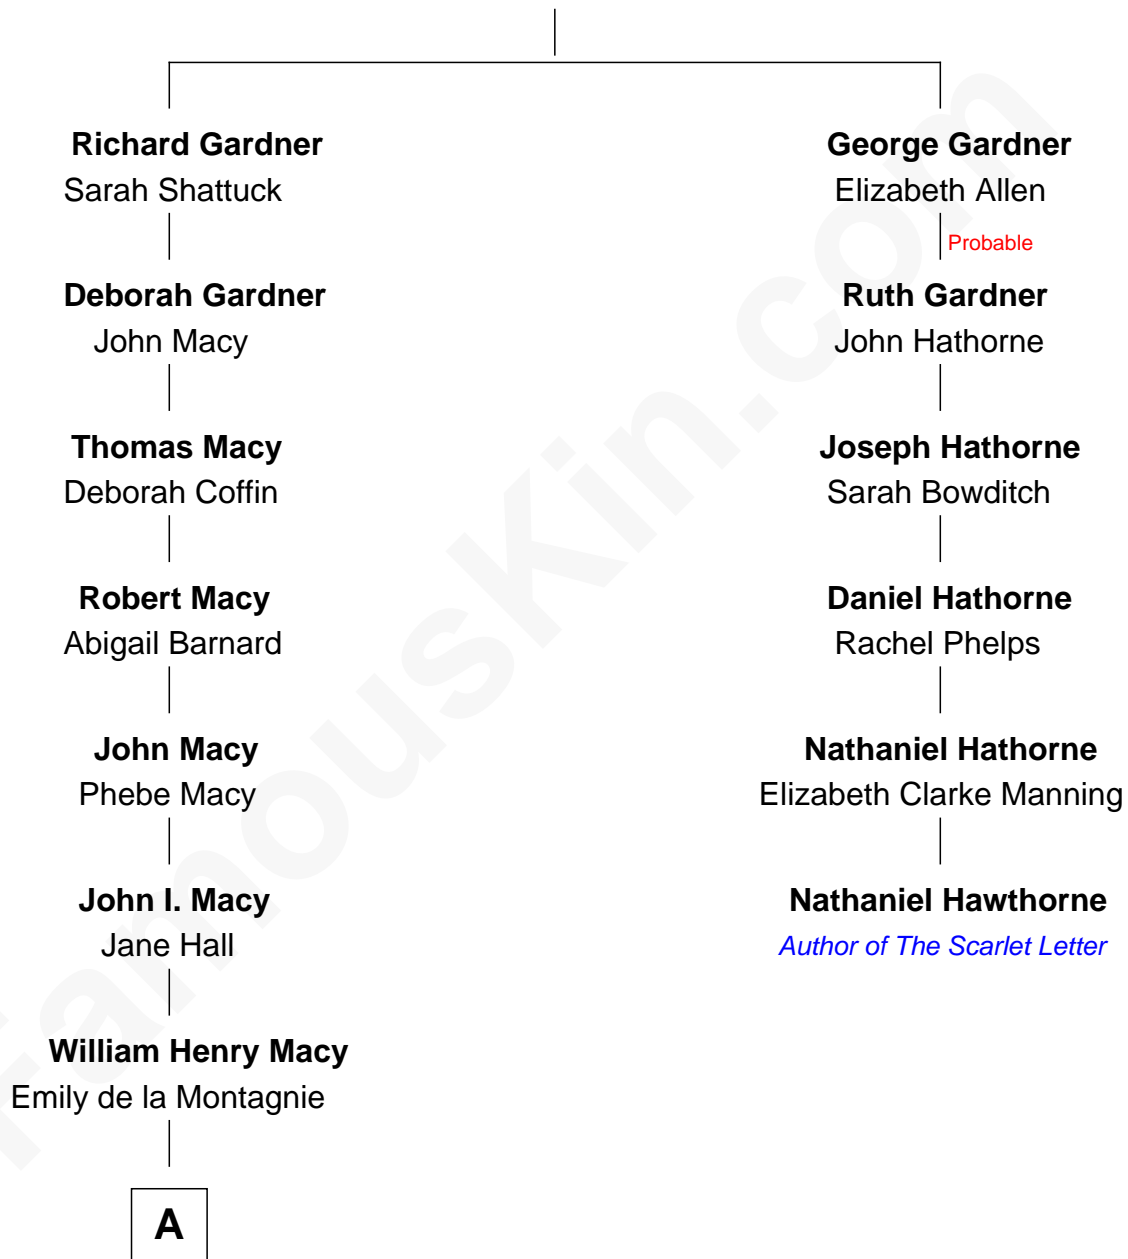 Richard Gardner
Sarah Shattuck
George Gardner
Elizabeth Allen
Probable
Deborah Gardner
John Macy
Ruth Gardner
John Hathorne
Thomas Macy
Deborah Coffin
Joseph Hathorne
Sarah Bowditch
Robert Macy
Abigail Barnard
Daniel Hathorne
Rachel Phelps
John Macy
Phebe Macy
Nathaniel Hathorne
Elizabeth Clarke Manning
John I. Macy
Jane Hall
Nathaniel Hawthorne
Author of The Scarlet Letter
William Henry Macy
Emily de la Montagnie
A
FamousKin.com